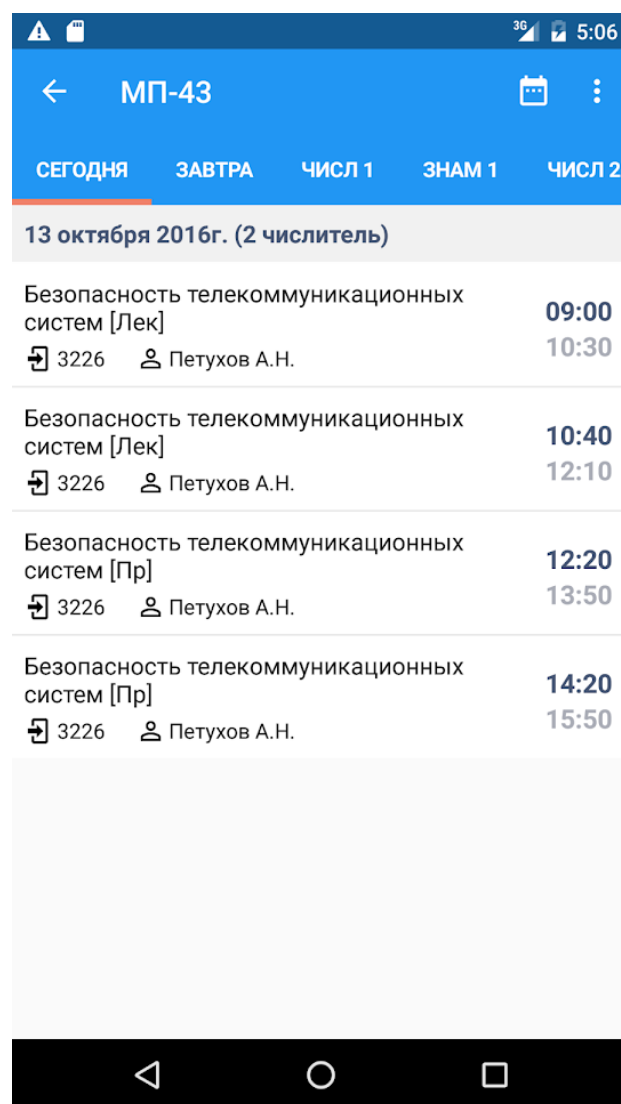 3G 5:06
МП-43
СЕГОДНЯ ЗАВТРА ЧИСЛ 1 ЗНАМ 1 ЧИСЛ 2
13 октября 2016г. (2 числитель)
Безопасность телекоммуникационных
систем [Лек]
09:00
10:30
3226 Петухов А.Н.
Безопасность телекоммуникационных
систем [Лек]
10:40
12:10
3226 Петухов А.Н.
Безопасность телекоммуникационных
систем [Пр]
12:20
13:50
3226 Петухов А.Н.
Безопасность телекоммуникационных
систем [Пр]
14:20
15:50
3226 Петухов А.Н.